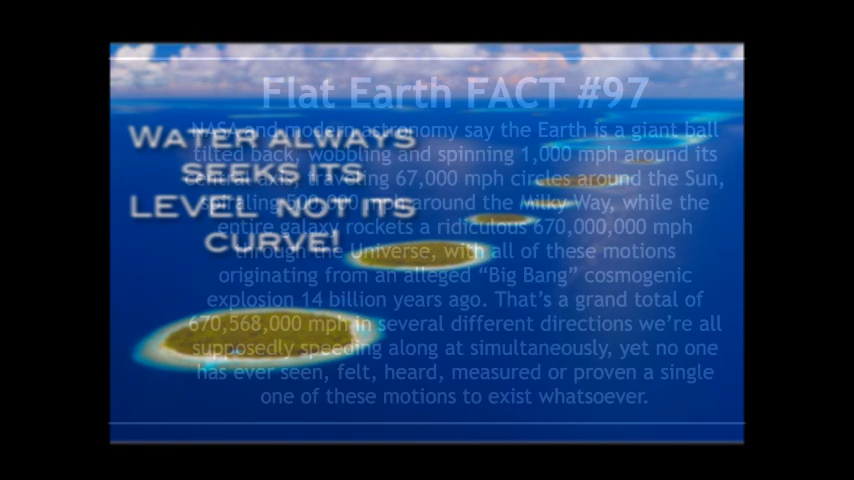 Flat Earth FACT #97
NASA and modern astronomy say the Earth is a giant ball
tilted back, wobbling and spinning 1,000 mph around its
central axis, traveling 67,000 mph circles around the Sun,
spiraling 500,000 mph around the Milky Way, while the
entire galaxy rockets a ridiculous 670,000,000 mph
through the universe, with all of these motions
originating from an alleged “Big Bang” cosmogenic
explosion 14 billion years ago. That’s a grand total of
670,568,000 mph in several different directions we’re all
supposedly speeding along at simultaneously, yet no one
has ever seen, felt, heard, measured or proven a single
one of these motions to exist whatsoever.
WATER ALWAYS
SEEKS ITS
LEVEL NOT ITS
CURVE!